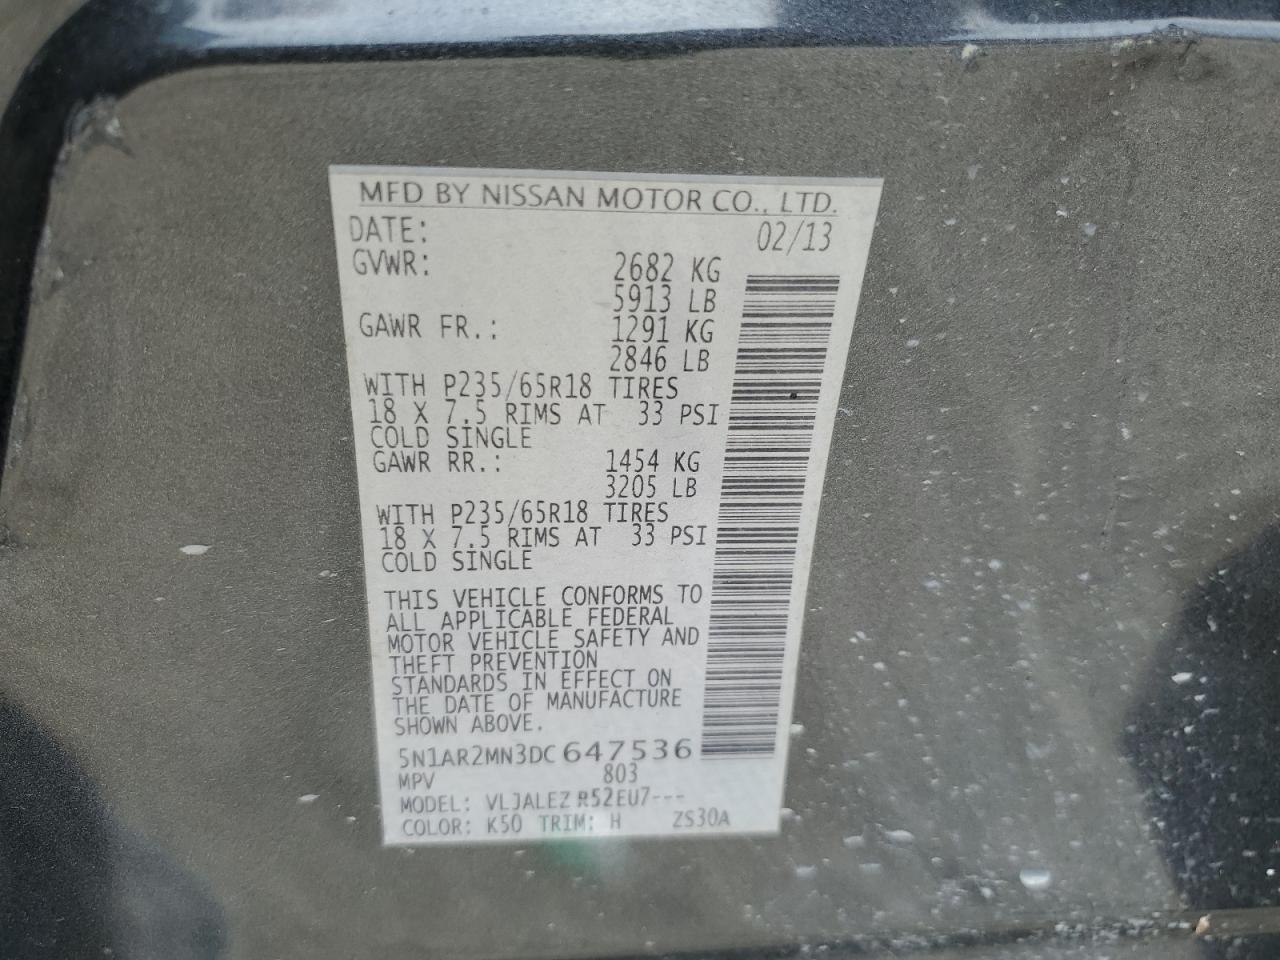 MFD BY NISSAN MOTOR CO., LTD.
DATE: 02/13
GVWR: 2682 KG
5913 LB
GAWR FR.: 1291 KG
2846 LB
WITH P235/65R18 TIRES
18 X 7.5 RIMS AT 33 PSI
COLD SINGLE
GAWR RR.: 1454 KG
3205 LB
WITH P235/65R18 TIRES
18 X 7.5 RIMS AT 33 PSI
COLD SINGLE
THIS VEHICLE CONFORMS TO
ALL APPLICABLE FEDERAL
MOTOR VEHICLE SAFETY AND
THEFT PREVENTION
STANDARDS IN EFFECT ON
THE DATE OF MANUFACTURE
SHOWN ABOVE.
5N1AR2MN3DC647536
MPV 803
MODEL: VLJALEZ R52EU7---
COLOR: K50 TRIM: H ZS30A